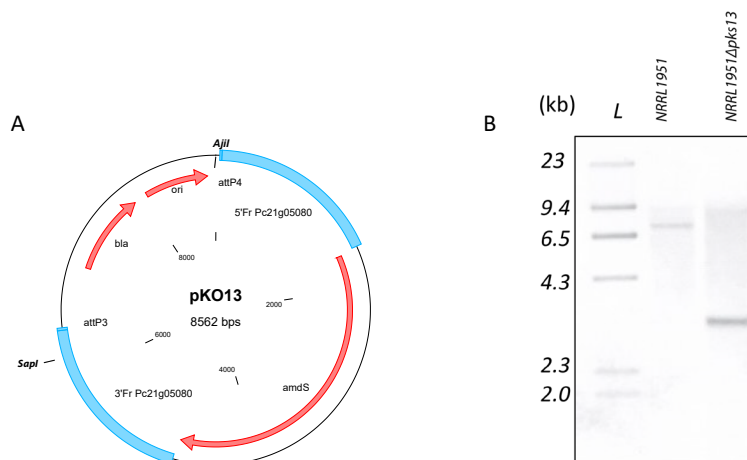 A
AjiI
attP4
ori
5'Fr Pc21g05080
bla
8000
pKO13
8562 bps
2000
attP3
6000
SapI
4000
3'Fr Pc21g05080
amdS
B
(kb)
L
NRRL1951
NRRL1951Δpks13
23
9.4
6.5
4.3
2.3
2.0